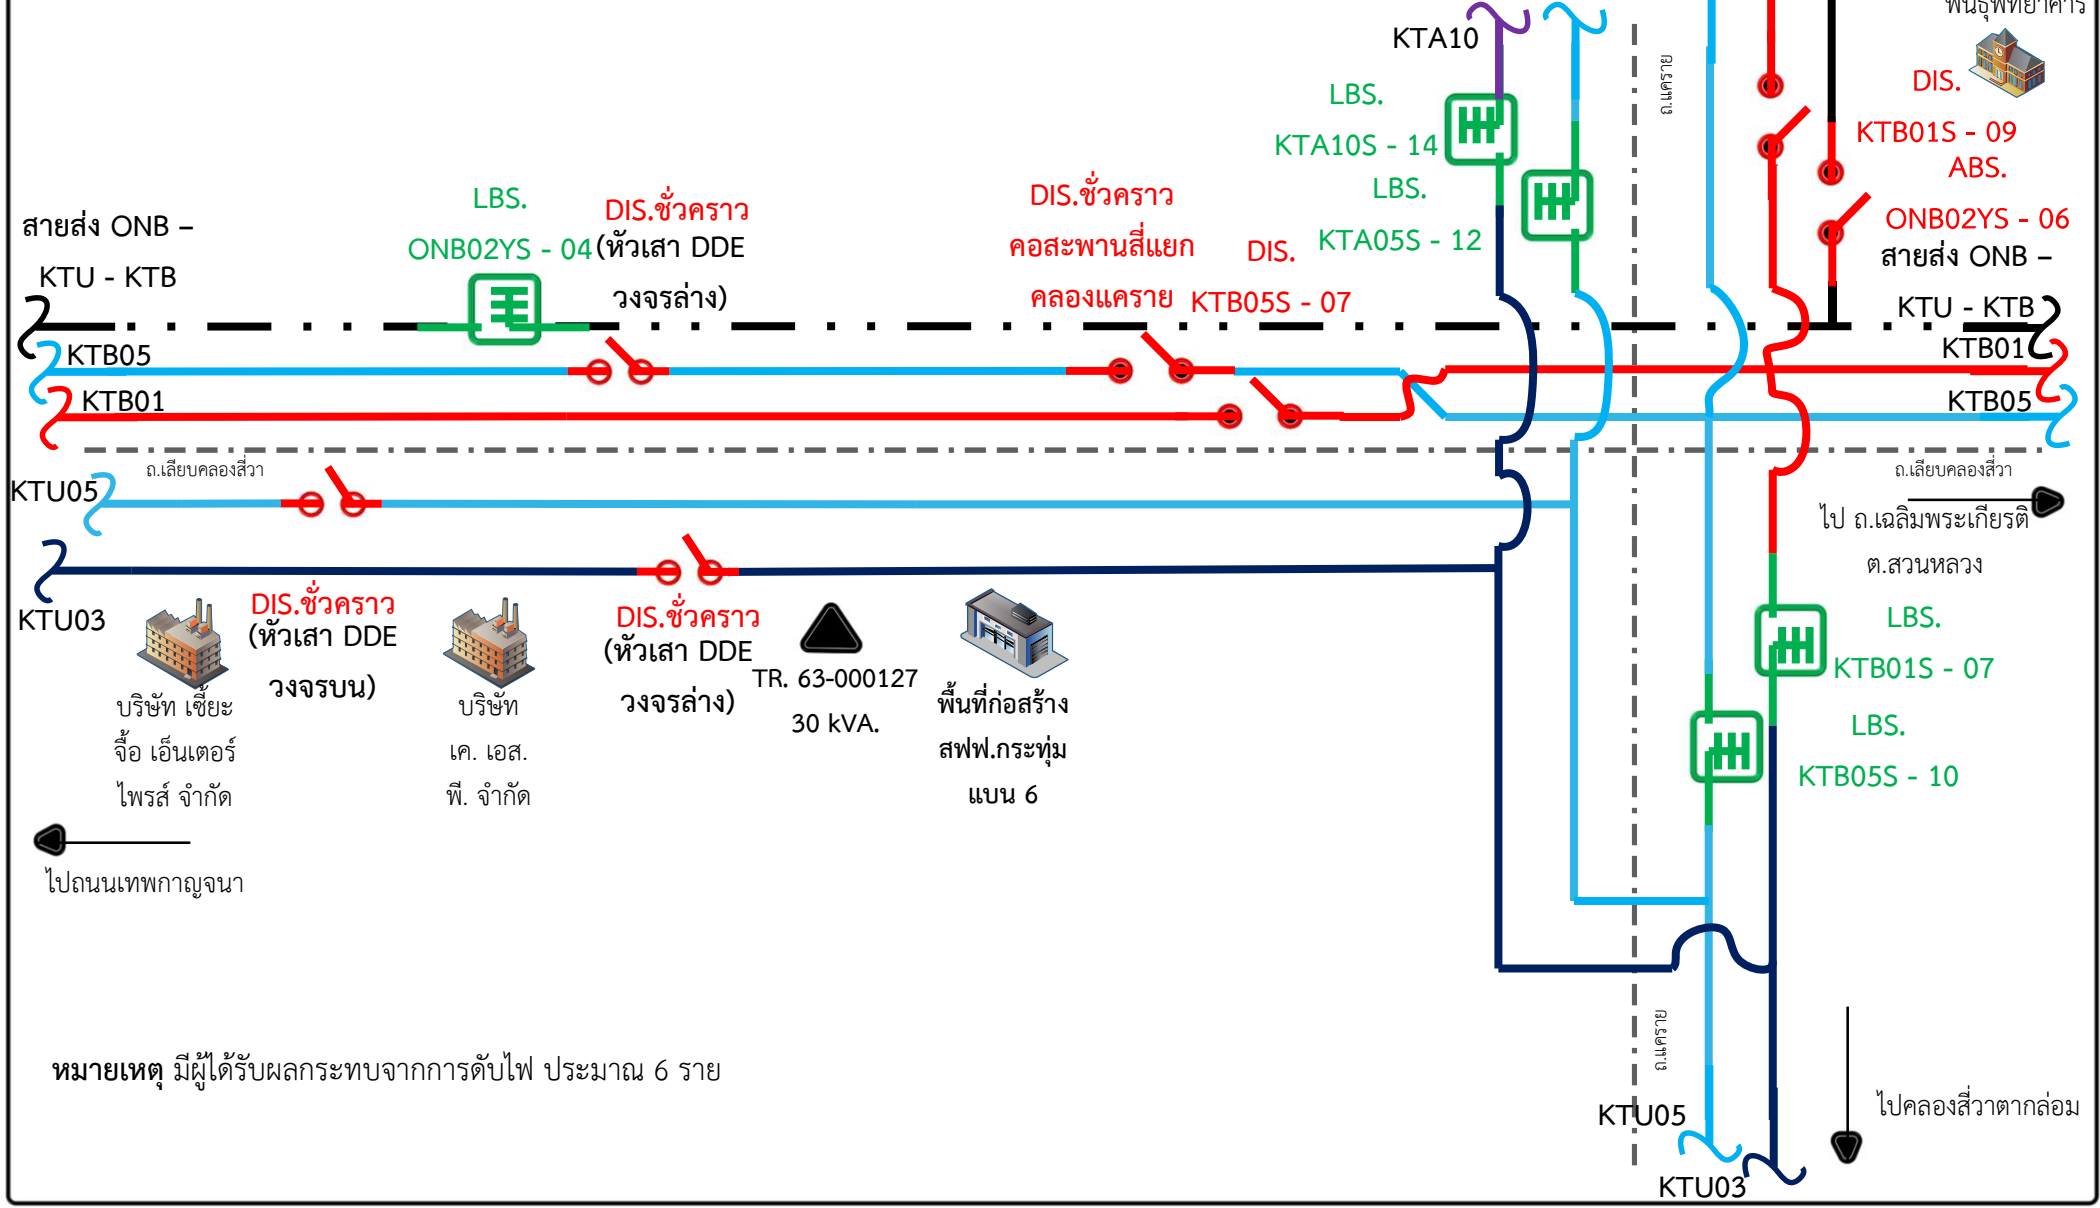 พันธุ์พิทยาคาร
KTA10
ถ.แคราย
LBS.
KTA10S - 14
DIS.
KTB01S - 09
ABS.
ONB02YS - 06
LBS.
KTA05S - 12
LBS.
ONB02YS - 04
DIS.ชั่วคราว
(หัวเสา DDE
วงจรล่าง)
DIS.ชั่วคราว
คอสะพานสี่แยก
คลองแคราย
DIS.
KTB05S - 07
สายส่ง ONB –
KTU - KTB
สายส่ง ONB –
KTU - KTB
KTB05
KTB01
KTB01
KTB05
ถ.เลียบคลองสี่วา
ถ.เลียบคลองสี่วา
KTU05
ไป ถ.เฉลิมพระเกียรติ
ต.สวนหลวง
KTU03
DIS.ชั่วคราว
(หัวเสา DDE
วงจรบน)
DIS.ชั่วคราว
(หัวเสา DDE
วงจรล่าง)
TR. 63-000127
30 kVA.
บริษัท เซี้ยะ
จื้อ เอ็นเตอร์
ไพรส์ จำกัด
บริษัท
เค. เอส.
พี. จำกัด
พื้นที่ก่อสร้าง
สฟฟ.กระทุ่ม
แบน 6
LBS.
KTB01S - 07
LBS.
KTB05S - 10
ไปถนนเทพกาญจนา
หมายเหตุ มีผู้ได้รับผลกระทบจากการดับไฟ ประมาณ 6 ราย
ถ.แคราย
KTU05
KTU03
ไปคลองสี่วาตากล่อม